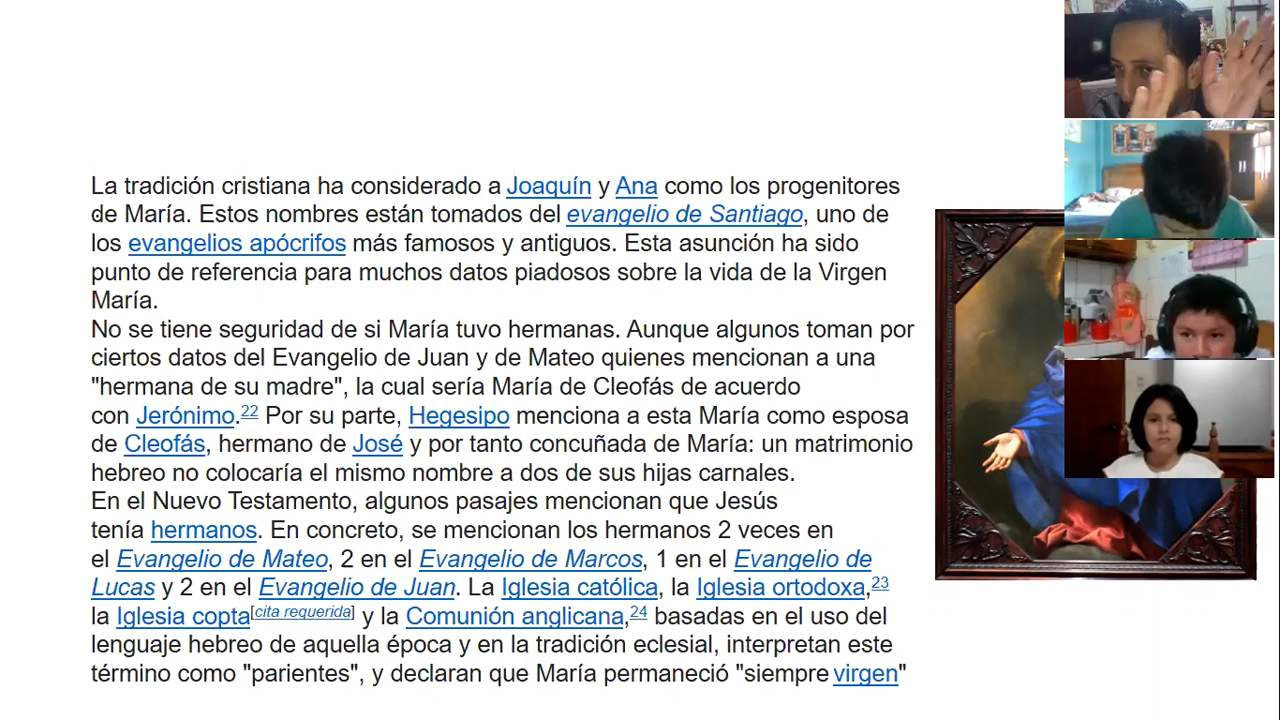 La tradición cristiana ha considerado a Joaquín y Ana como los progenitores
de María. Estos nombres están tomados del evangelio de Santiago, uno de
los evangelios apócrifos más famosos y antiguos. Esta asunción ha sido
punto de referencia para muchos datos piadosos sobre la vida de la Virgen
María.
No se tiene seguridad de si María tuvo hermanas. Aunque algunos toman por
ciertos datos del Evangelio de Juan y de Mateo quienes mencionan a una
"hermana de su madre", la cual sería María de Cleofás de acuerdo
con Jerónimo.22 Por su parte, Hegesipo menciona a esta María como esposa
de Cleofás, hermano de José y por tanto concuñada de María: un matrimonio
hebreo no colocaría el mismo nombre a dos de sus hijas carnales.
En el Nuevo Testamento, algunos pasajes mencionan que Jesús
tenía hermanos. En concreto, se mencionan los hermanos 2 veces en
el Evangelio de Mateo, 2 en el Evangelio de Marcos, 1 en el Evangelio de
Lucas y 2 en el Evangelio de Juan. La Iglesia católica, la Iglesia ortodoxa,23
la Iglesia copta[cita requerida] y la Comunión anglicana,24 basadas en el uso del
lenguaje hebreo de aquella época y en la tradición eclesial, interpretan este
término como "parientes", y declaran que María permaneció "siempre virgen"